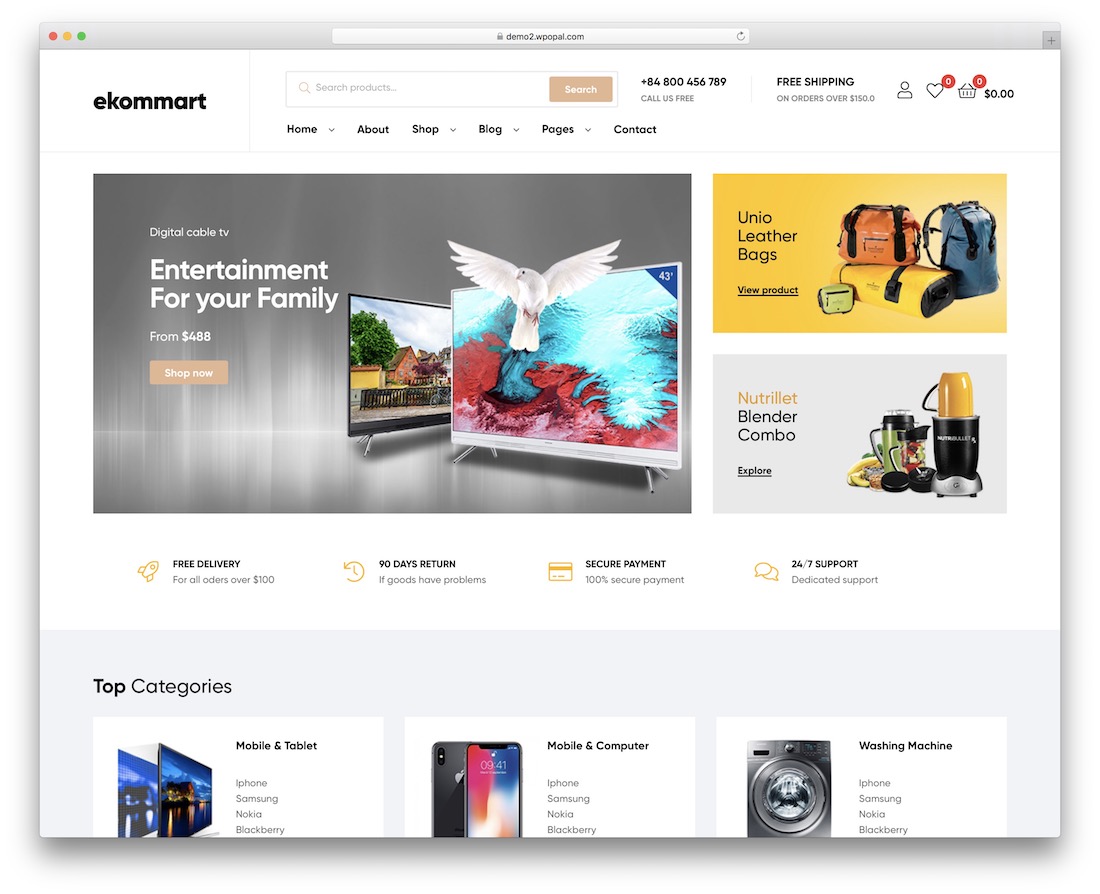 demo2.wpopal.com
ekommart
Search products...
Search
+84 800 456 789
CALL US FREE
FREE SHIPPING
ON ORDERS OVER $150.0
0
0
$0.00
Home
About
Shop
Blog
Pages
Contact
Digital cable tv
Entertainment
For your Family
From $488
Shop now
43'
Unio
Leather
Bags
View product
Nutrillet
Blender
Combo
Explore
NUTRIBULLET
FREE DELIVERY
For all oders over $100
90 DAYS RETURN
If goods have problems
SECURE PAYMENT
100% secure payment
24/7 SUPPORT
Dedicated support
Top Categories
Mobile & Tablet
Iphone
Samsung
Nokia
Blackberry
09:41
Mobile & Computer
Iphone
Samsung
Nokia
Blackberry
Washing Machine
Iphone
Samsung
Nokia
Blackberry